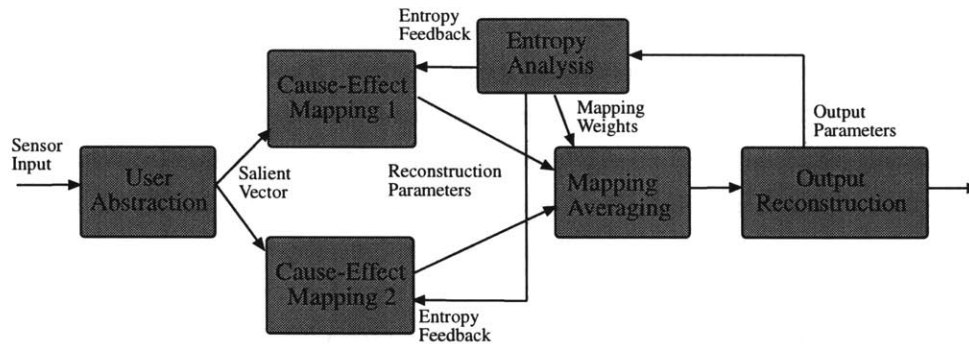 Entropy
Feedback
Entropy
Analysis
Cause-Effect
Mapping 1
Mapping
Weights
Output
Parameters
Sensor
Input
User
Abstraction
Salient
Vector
Reconstruction
Parameters
Mapping
Averaging
Output
Reconstruction
Cause-Effect
Mapping 2
Entropy
Feedback